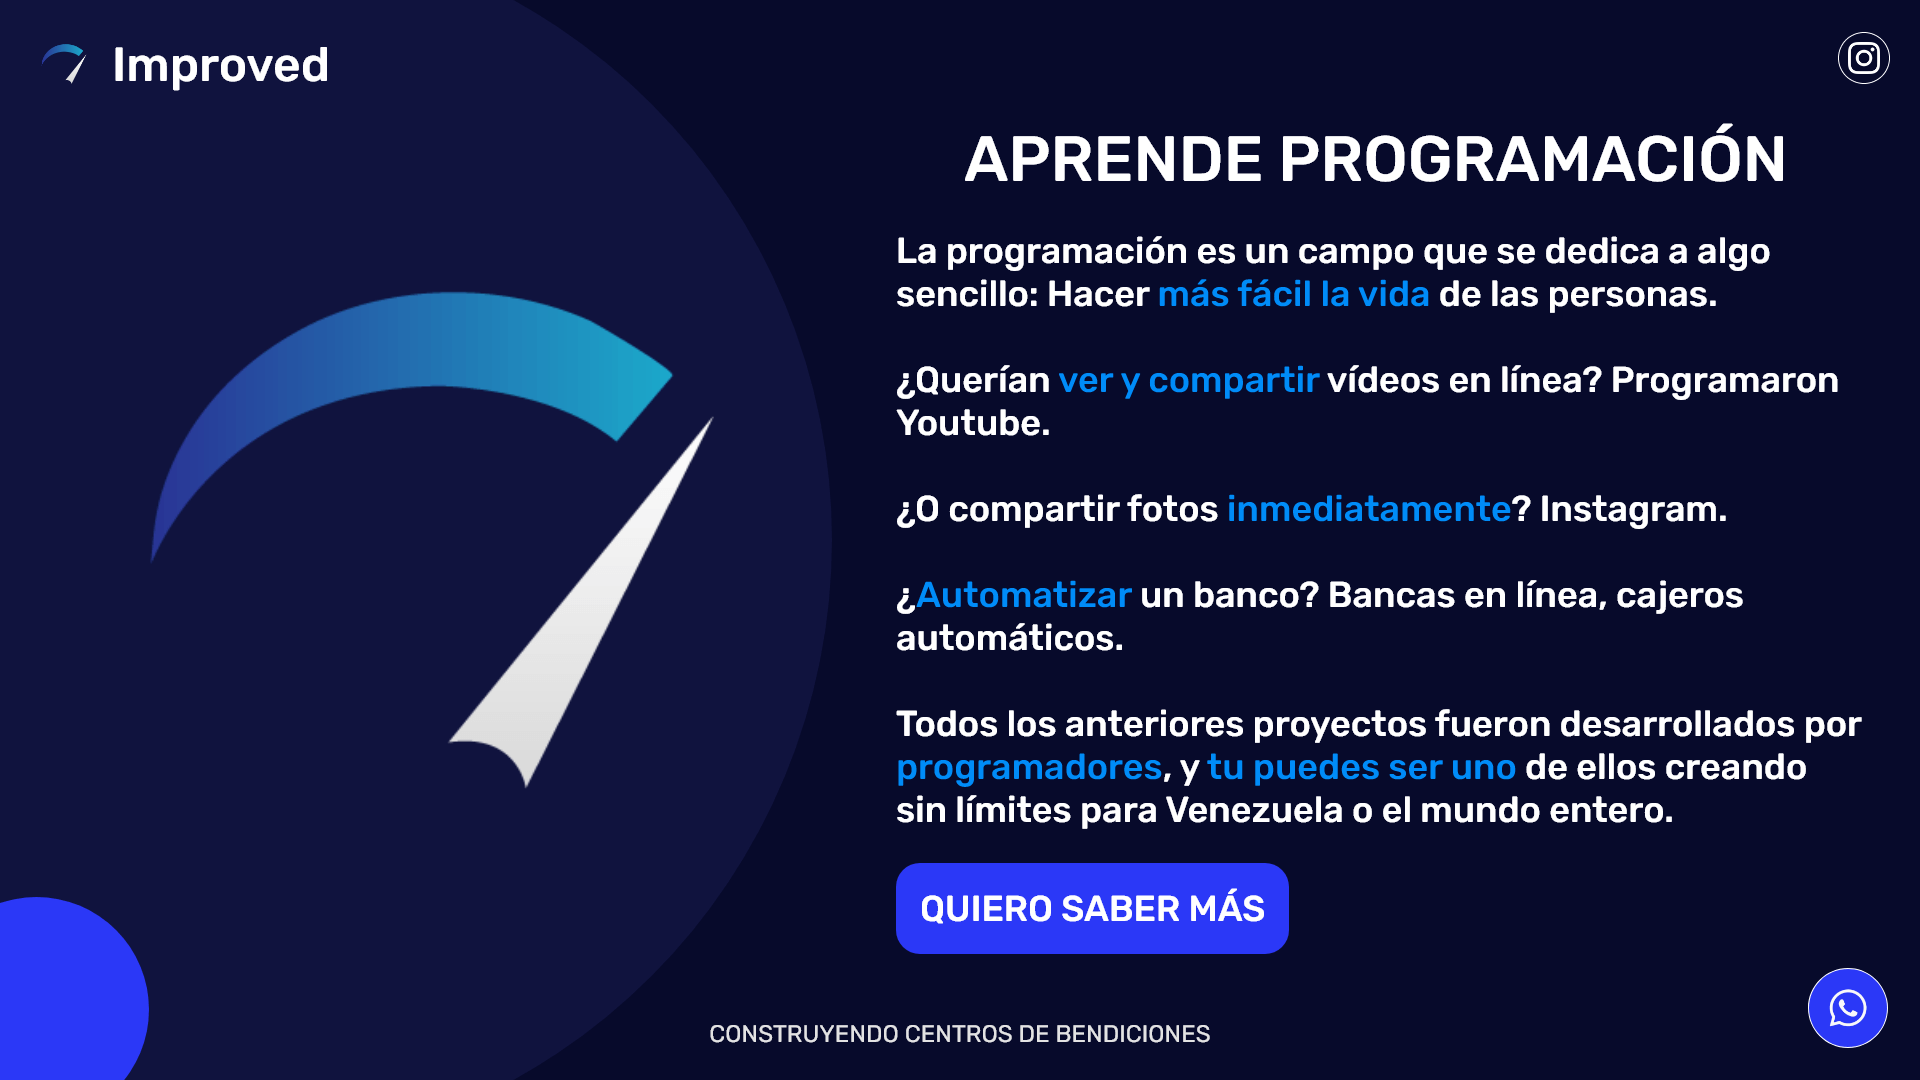 Improved
APRENDE PROGRAMACIÓN
La programación es un campo que se dedica a algo
sencillo: Hacer más fácil la vida de las personas.
¿Querían ver y compartir vídeos en línea? Programaron
Youtube.
¿O compartir fotos inmediatamente? Instagram.
¿Automatizar un banco? Bancas en línea, cajeros
automáticos.
Todos los anteriores proyectos fueron desarrollados por
programadores, y tu puedes ser uno de ellos creando
sin límites para Venezuela o el mundo entero.
QUIERO SABER MÁS
CONSTRUYENDO CENTROS DE BENDICIONES